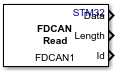 STM32
Data
FDCAN
Read
Length
FDCAN1
Id